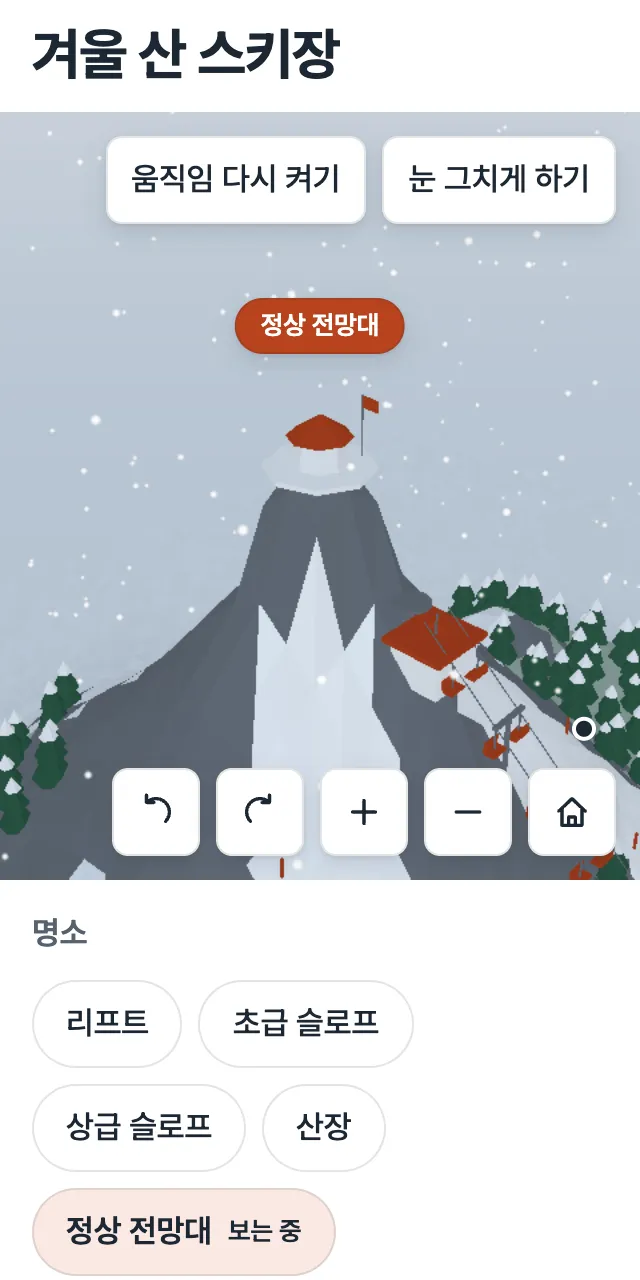 겨울 산 스키장
움직임 다시 켜기
눈 그치게 하기
정상 전망대
명소
리프트
초급 슬로프
상급 슬로프
산장
정상 전망대 보는 중